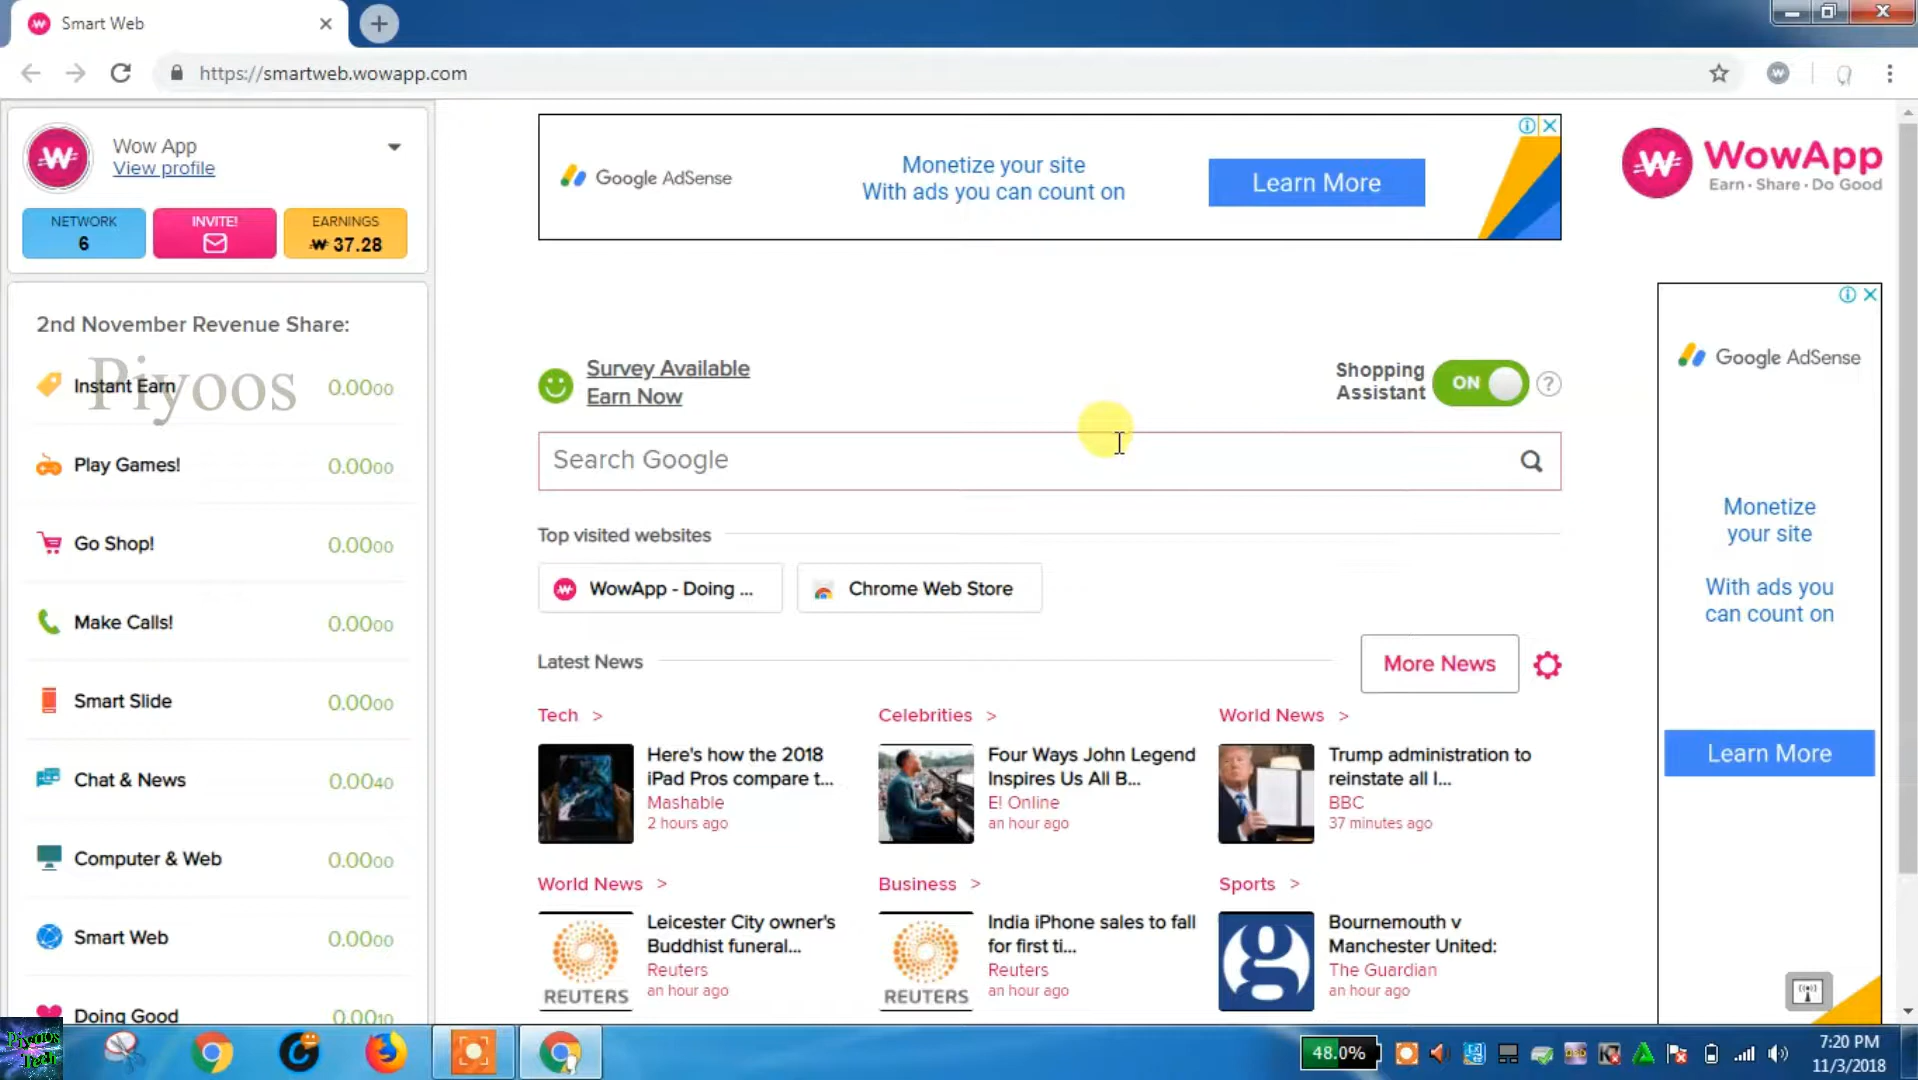 Smart Web
https://smartweb.wowapp.com
Wow App
View profile
NETWORK
6
INVITE!
EARNINGS
37.28
2nd November Revenue Share:
Piyoos
Instant Earn 0.0000
Play Games! 0.0000
Go Shop! 0.0000
Make Calls! 0.0000
Smart Slide 0.0000
Chat & News 0.0040
Computer & Web 0.0000
Smart Web 0.0000
Doing Good 0.0010
Google AdSense
Monetize your site
With ads you can count on
Learn More
WowApp
Earn · Share · Do Good
Survey Available
Earn Now
Shopping
Assistant
ON
?
Search Google
Top visited websites
WowApp - Doing ...
Chrome Web Store
Latest News
More News
Tech >
Here's how the 2018
iPad Pros compare t...
Mashable
2 hours ago
Celebrities >
Four Ways John Legend
Inspires Us All B...
E! Online
an hour ago
World News >
Trump administration to
reinstate all l...
BBC
37 minutes ago
World News >
Leicester City owner's
Buddhist funeral...
Reuters
an hour ago
REUTERS
Business >
India iPhone sales to fall
for first ti...
Reuters
an hour ago
REUTERS
Sports >
Bournemouth v
Manchester United:
The Guardian
an hour ago
Google AdSense
Monetize
your site
With ads you
can count on
Learn More
Piyoos
Tech
48.0%
7:20 PM
11/3/2018